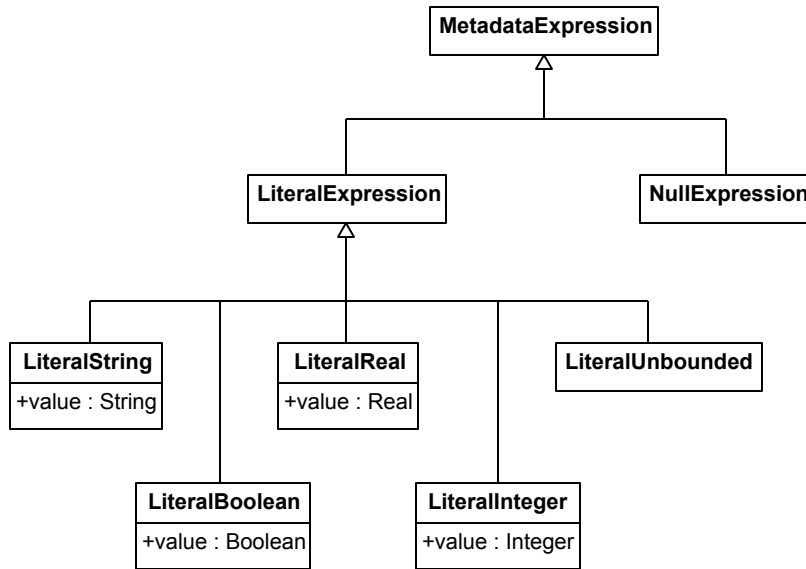 MetadataExpression
LiteralExpression
NullExpression
LiteralString
+value : String
LiteralReal
+value : Real
LiteralUnbounded
LiteralBoolean
+value : Boolean
LiteralInteger
+value : Integer